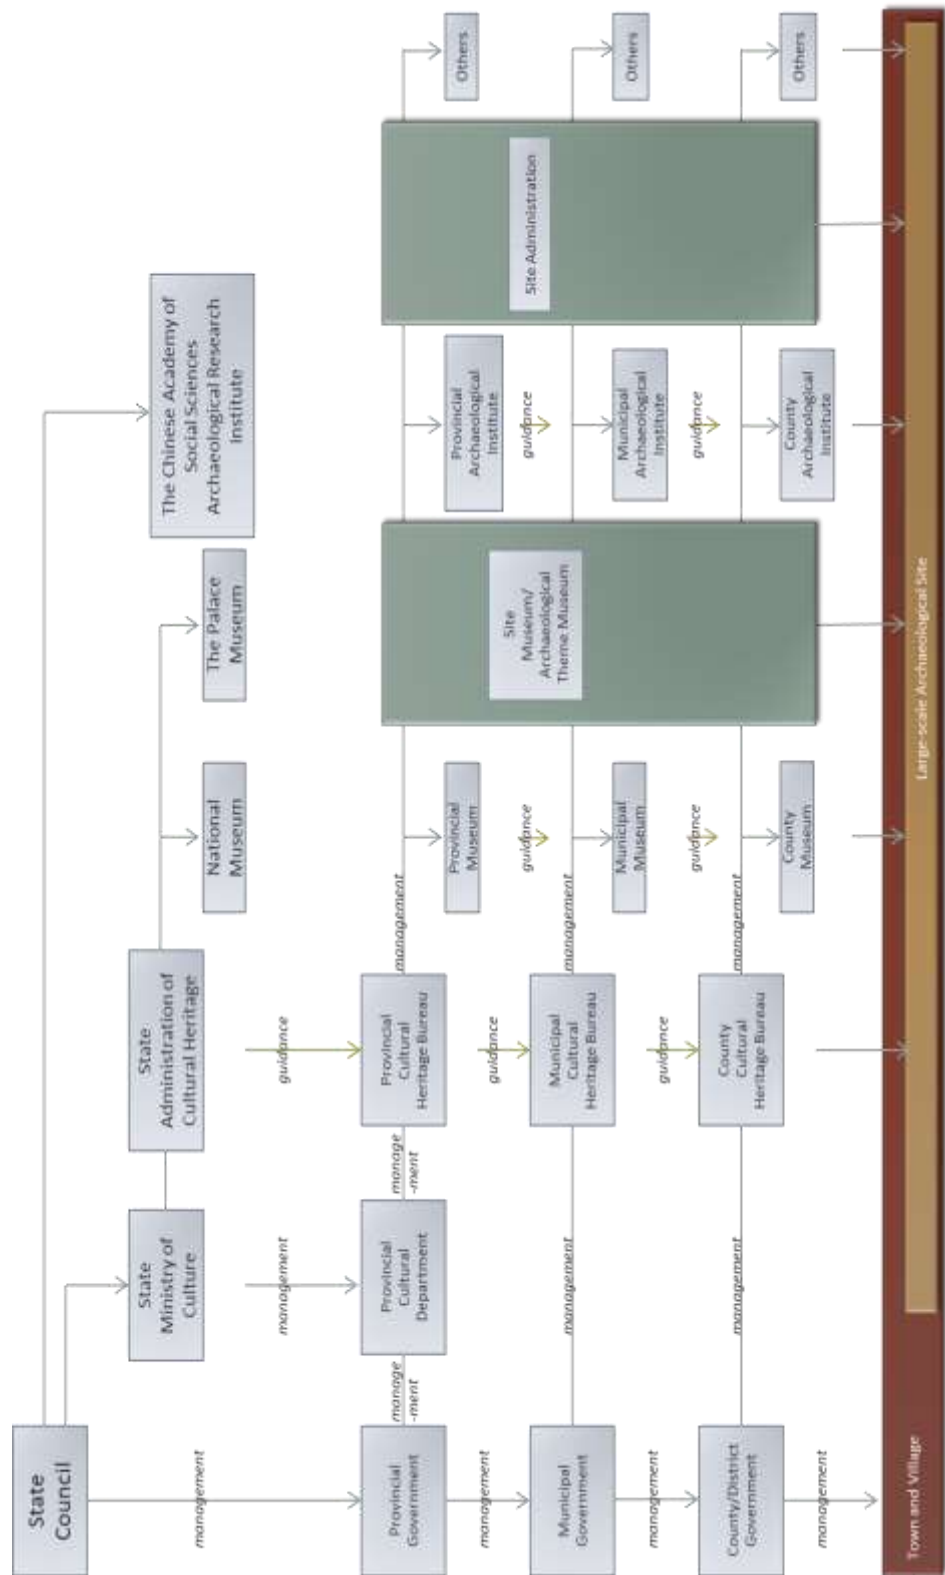 State
Council
State
Ministry of
Culture
State
Administration of
Cultural Heritage
National
Museum
The Palace
Museum
The Chinese Academy of
Social Sciences
Archaeological Research
Institute
management
management
guidance
Provincial
Government
manage
-ment
Provincial
Cultural
Department
manage
-ment
Provincial
Cultural
Heritage Bureau
management
Provincial
Museum
Provincial
Archaeological
Institute
Others
management
guidance
guidance
guidance
Site
Museum/
Archaeological
Theme Museum
Site Administration
Municipal
Government
management
Municipal
Cultural
Heritage Bureau
management
Municipal
Museum
Municipal
Archaeological
Institute
Others
management
guidance
guidance
guidance
County/District
Government
management
County
Cultural
Heritage Bureau
management
County
Museum
County
Archaeological
Institute
Others
management
Town and Village
Large-scale Archaeological Site